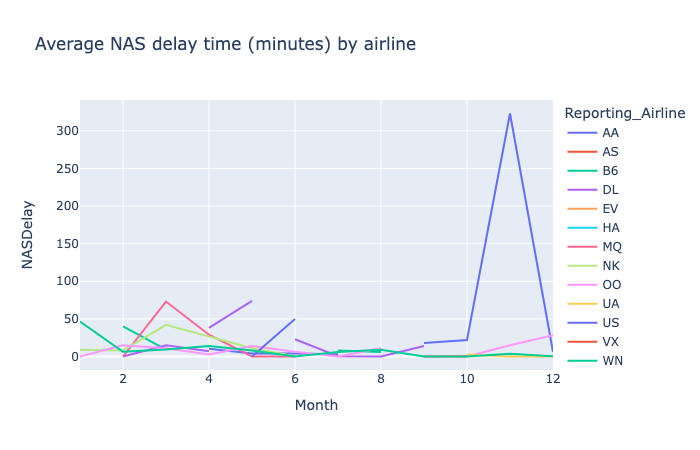 Average NAS delay time (minutes) by airline
Reporting_Airline
AA
AS
B6
DL
EV
HA
MQ
NK
OO
UA
US
VX
WN
NASDelay
300
250
200
150
100
50
0
2
4
6
8
10
12
Month